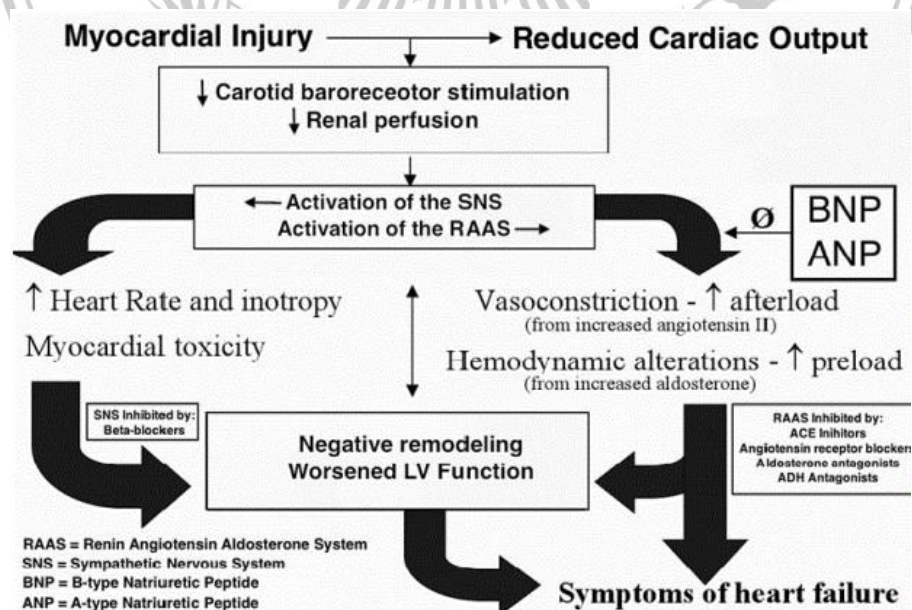 Myocardial Injury → Reduced Cardiac Output
↓ Carotid baroreceotor stimulation
↓ Renal perfusion
← Activation of the SNS
Activation of the RAAS →
Ø
BNP
ANP
↑ Heart Rate and inotropy
Myocardial toxicity
Vasoconstriction - ↑ afterload
(from increased angiotensin II)
Hemodynamic alterations - ↑ preload
(from increased aldosterone)
SNS Inhibited by:
Beta-blockers
Negative remodeling
Worsened LV Function
RAAS Inhibited by:
ACE Inihitors
Angiotensin receptor blockers
Aldosterone antagonists
ADH Antagonists
RAAS = Renin Angiotensin Aldosterone System
SNS = Sympathetic Nervous System
BNP = B-type Natriuretic Peptide
ANP = A-type Natriuretic Peptide
Symptoms of heart failure